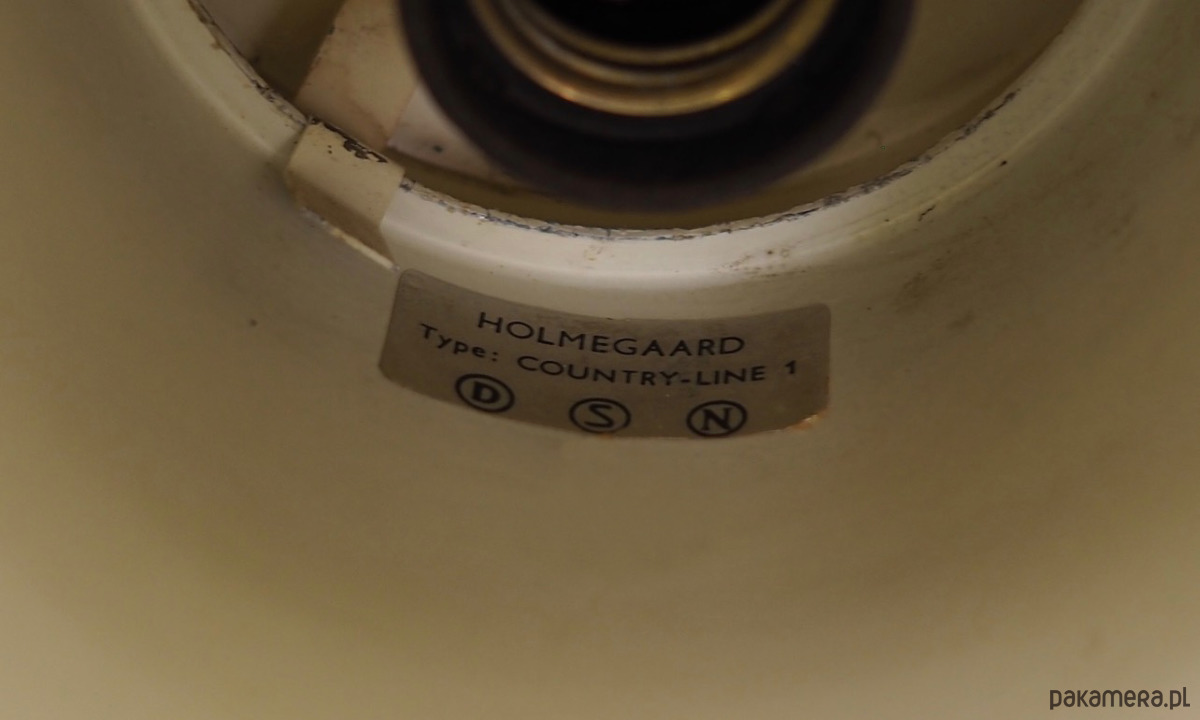 HOLMEGAARD
Type: COUNTRY-LINE 1
D S N
pakamera.pl